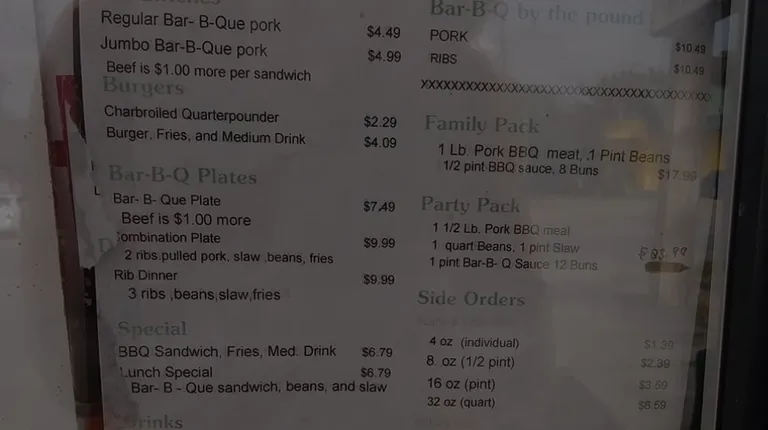 Regular Bar- B-Que pork $4.49
Jumbo Bar-B-Que pork $4.99
Beef is $1.00 more per sandwich
Burgers
Charbroiled Quarterpounder $2.29
Burger, Fries, and Medium Drink $4.09
Bar-B-Q Plates
Bar- B- Que Plate $7.49
Beef is $1.00 more
Combination Plate $9.99
2 ribs,pulled pork, slaw ,beans, fries
Rib Dinner $9.99
3 ribs ,beans,slaw,fries
Special
BBQ Sandwich, Fries, Med. Drink $6.79
Lunch Special $6.79
Bar- B - Que sandwich, beans, and slaw
Drinks
Bar-B-Q by the pound
PORK $10.49
RIBS $10.49
XXXXXXXXXXXXXXXXXXXXXXXXXXXXXXXXXXXXXXXX
Family Pack
1 Lb. Pork BBQ meat, .1 Pint Beans
1/2 pint BBQ sauce, 8 Buns $17.99
Party Pack
1 1/2 Lb. Pork BBQ meat
1 quart Beans, 1 pint Slaw
1 pint Bar-B- Q Sauce 12 Buns
Side Orders
4 oz (individual) $1.39
8. oz (1/2 pint) $2.39
16 oz (pint) $3.59
32 oz (quart) $6.59